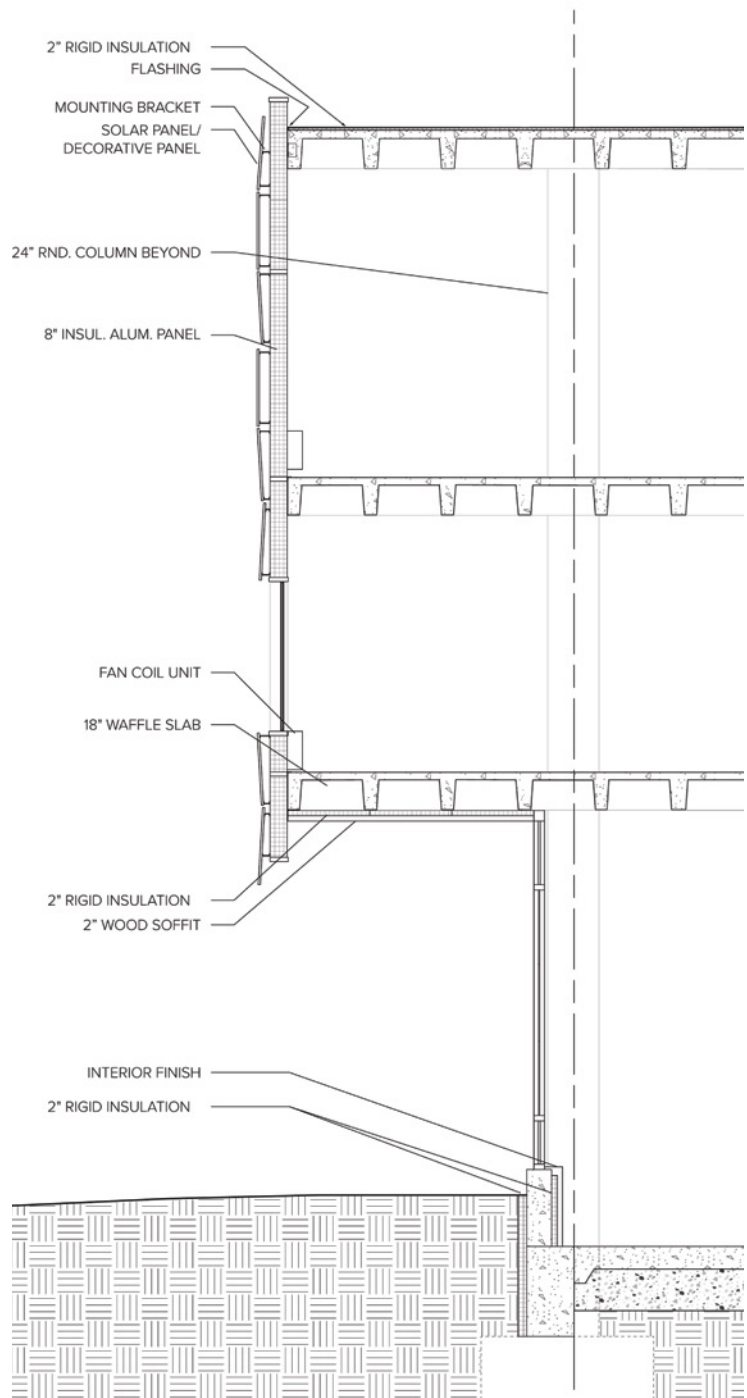 2" RIGID INSULATION
FLASHING
MOUNTING BRACKET
SOLAR PANEL/
DECORATIVE PANEL
24" RND. COLUMN BEYOND
8" INSUL. ALUM. PANEL
FAN COIL UNIT
18" WAFFLE SLAB
2" RIGID INSULATION
2" WOOD SOFFIT
INTERIOR FINISH
2" RIGID INSULATION